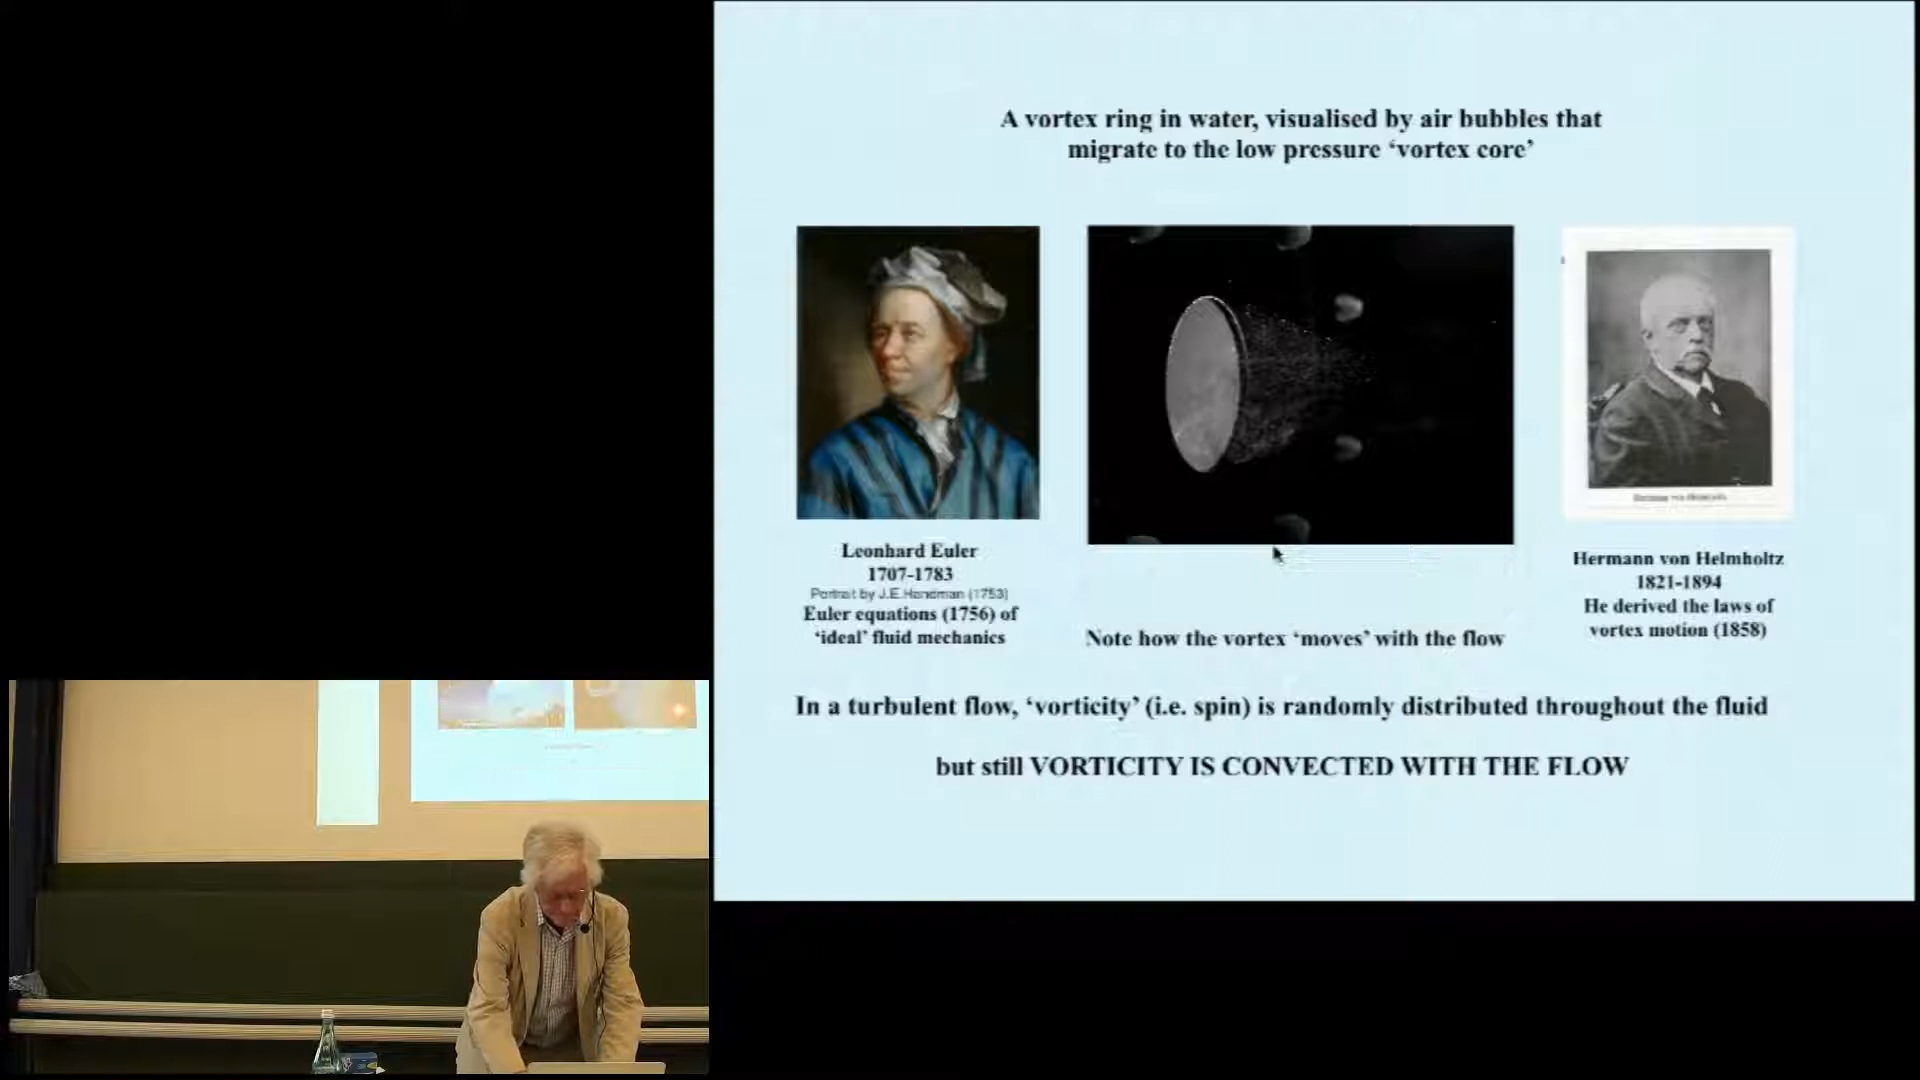 A vortex ring in water, visualised by air bubbles that
migrate to the low pressure ‘vortex core’
Leonhard Euler
1707-1783
Portrait by J.E.Handman (1753)
Euler equations (1756) of
‘ideal’ fluid mechanics
Note how the vortex ‘moves’ with the flow
Hermann von Helmholtz
1821-1894
He derived the laws of
vortex motion (1858)
In a turbulent flow, ‘vorticity’ (i.e. spin) is randomly distributed throughout the fluid
but still VORTICITY IS CONVECTED WITH THE FLOW